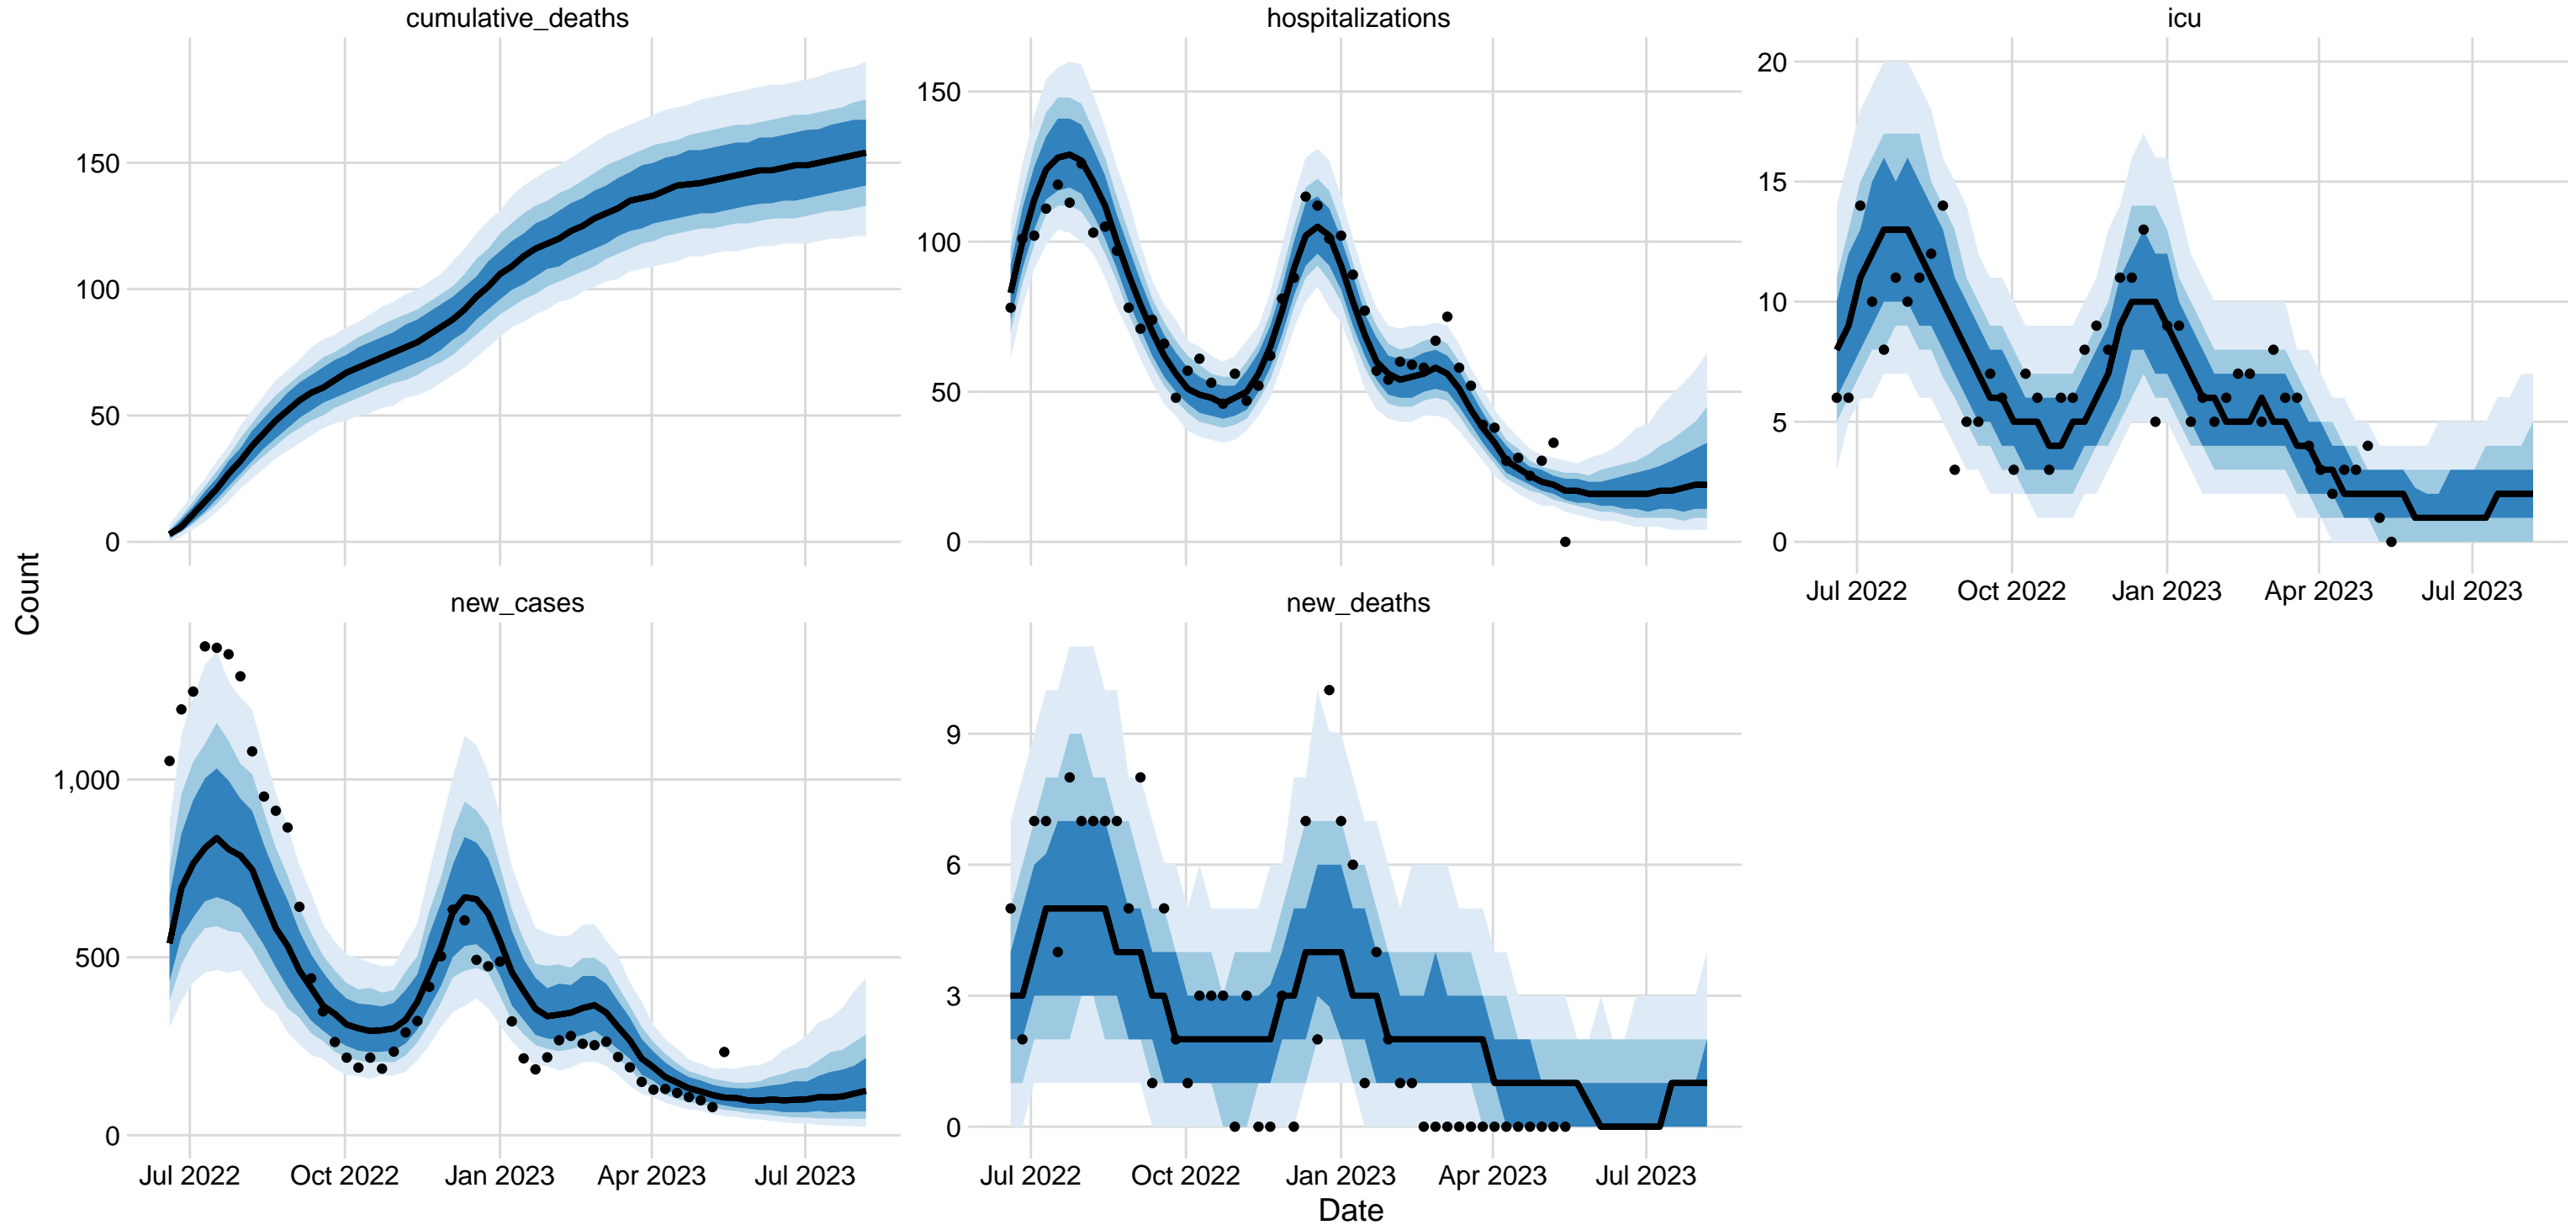 cumulative_deaths
hospitalizations
icu
150
100
50
0
150
100
50
0
20
15
10
5
0
Jul 2022
Oct 2022
Jan 2023
Apr 2023
Jul 2023
Count
new_cases
new_deaths
1,000
500
0
9
6
3
0
Jul 2022
Oct 2022
Jan 2023
Apr 2023
Jul 2023
Jul 2022
Oct 2022
Jan 2023
Apr 2023
Jul 2023
Date